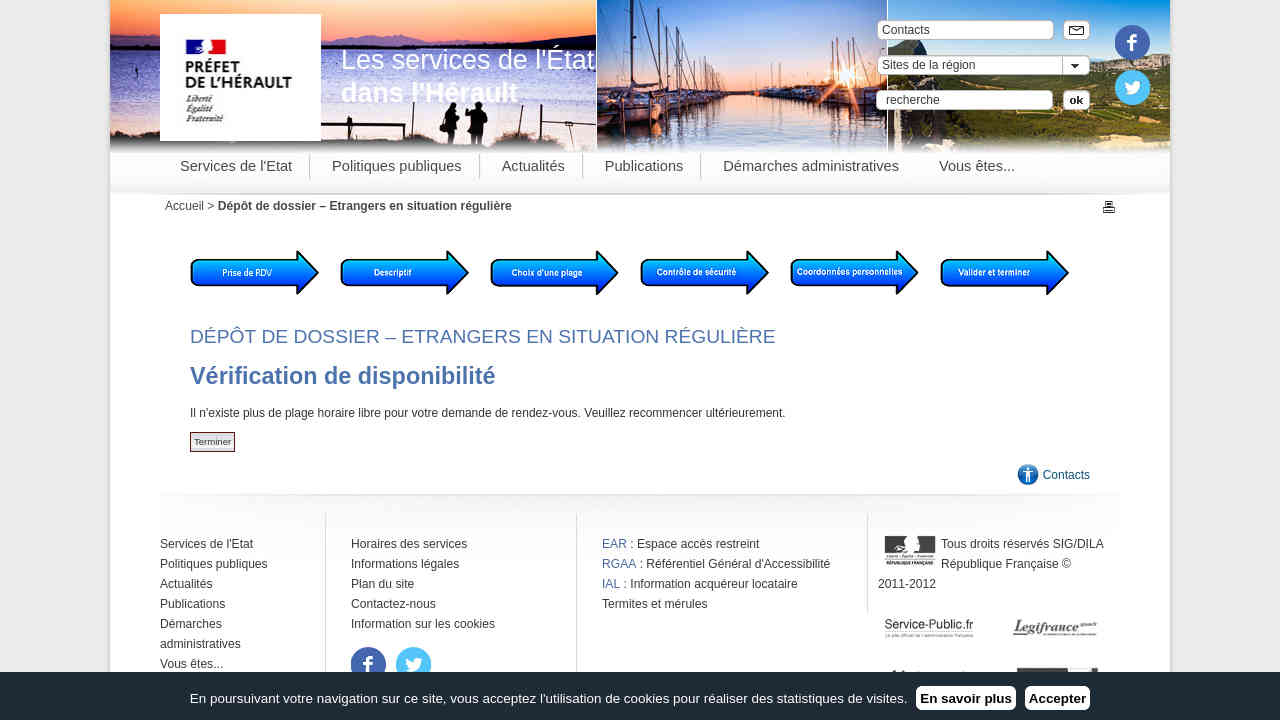 PRÉFET
DE L'HÉRAULT
Liberté
Égalité
Fraternité
Les services de l'État
dans l'Hérault
Contacts
Sites de la région
recherche
ok
Services de l'Etat
Politiques publiques
Actualités
Publications
Démarches administratives
Vous êtes...
Accueil > Dépôt de dossier – Etrangers en situation régulière
Prise de RDV
Descriptif
Choix d'une plage
Contrôle de sécurité
Coordonnées personnelles
Valider et terminer
DÉPÔT DE DOSSIER – ETRANGERS EN SITUATION RÉGULIÈRE
Vérification de disponibilité
Il n'existe plus de plage horaire libre pour votre demande de rendez-vous. Veuillez recommencer ultérieurement.
Terminer
Contacts
Services de l'Etat
Politiques publiques
Actualités
Publications
Démarches
administratives
Vous êtes...
Horaires des services
Informations légales
Plan du site
Contactez-nous
Information sur les cookies
EAR : Espace accès restreint
RGAA : Référentiel Général d'Accessibilité
IAL : Information acquéreur locataire
Termites et mérules
RÉPUBLIQUE FRANÇAISE
Tous droits réservés SIG/DILA
République Française ©
2011-2012
Service-Public.fr
Legifrance
En poursuivant votre navigation sur ce site, vous acceptez l'utilisation de cookies pour réaliser des statistiques de visites. En savoir plus Accepter